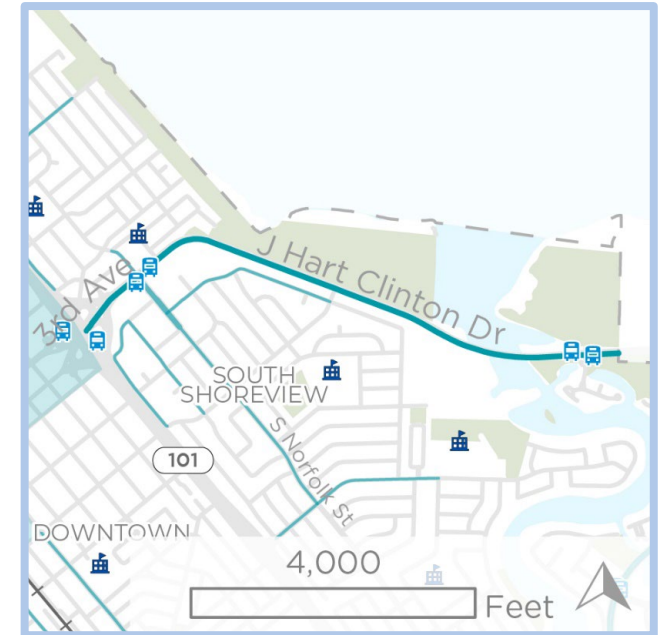 3rd Ave
J Hart Clinton Dr
SOUTH
SHOREVIEW
S Norfolk St
101
DOWNTOWN
4,000
Feet